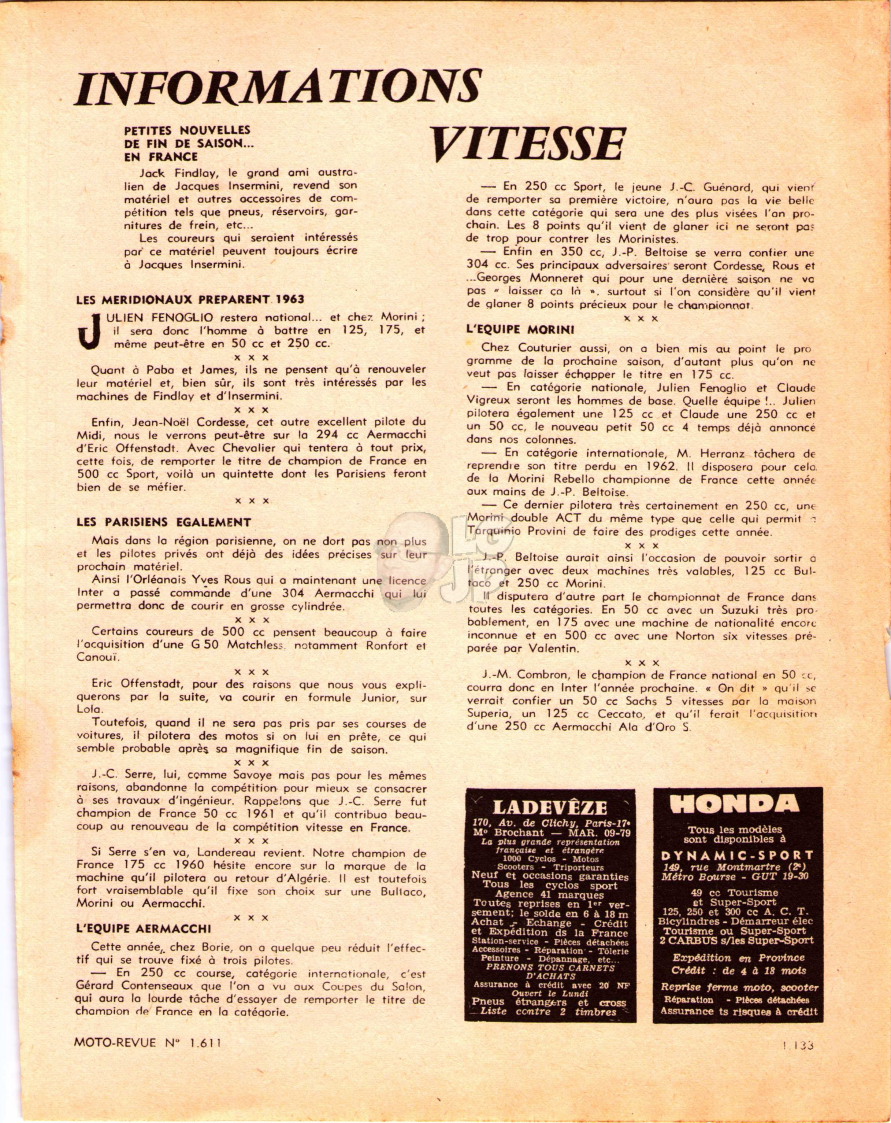 INFORMATIONS
VITESSE
PETITES NOUVELLES
DE FIN DE SAISON...
EN FRANCE
Jack Findlay, le grand ami austra-
lien de Jacques Insermini, revend son
matériel et autres accessoires de com-
pétition tels que pneus, réservoirs, gar-
nitures de frein, etc...
Les coureurs qui seraient intéressés
par ce matériel peuvent toujours écrire
à Jacques Insermini.
LES MERIDIONAUX PREPARENT 1963
JULIEN FENOGLIO restera national... et chez Morini ;
il sera donc l'homme à battre en 125, 175, et
même peut-être en 50 cc et 250 cc.
x x x
Quant à Paba et James, ils ne pensent qu'à renouveler
leur matériel et, bien sûr, ils sont très intéressés par les
machines de Findlay et d'Insermini.
x x x
Enfin, Jean-Noël Cordesse, cet autre excellent pilote du
Midi, nous le verrons peut-être sur la 294 cc Aermacchi
d'Eric Offenstadt. Avec Chevalier qui tentera à tout prix,
cette fois, de remporter le titre de champion de France en
500 cc Sport, voilà un quintette dont les Parisiens feront
bien de se méfier.
x x x
LES PARISIENS EGALEMENT
Mais dans la région parisienne, on ne dort pas non plus
et les pilotes privés ont déjà des idées précises sur leur
prochain matériel.
Ainsi l'Orléanais Yves Rous qui a maintenant une licence
Inter a passé commande d'une 304 Aermacchi qui lui
permettra donc de courir en grosse cylindrée.
x x x
Certains coureurs de 500 cc pensent beaucoup à faire
l'acquisition d'une G 50 Matchless notamment Ronfort et
Canoui.
x x x
Eric Offenstadt, pour des raisons que nous vous expli-
querons par la suite, va courir en formule Junior, sur
Lola.
Toutefois, quand il ne sera pas pris par ses courses de
voitures, il pilotera des motos si on lui en prête, ce qui
semble probable après sa magnifique fin de saison.
x x x
J.-C. Serre, lui, comme Savoye mais pas pour les mêmes
raisons, abandonne la compétition pour mieux se consacrer
à ses travaux d'ingénieur. Rappelons que J.-C. Serre fut
champion de France 50 cc 1961 et qu'il contribua beau-
coup au renouveau de la compétition vitesse en France.
x x x
Si Serre s'en va, Landereau revient. Notre champion de
France 175 cc 1960 hésite encore sur la marque de la
machine qu'il pilotera au retour d'Algérie. Il est toutefois
fort vraisemblable qu'il fixe son choix sur une Bultaco,
Morini ou Aermacchi.
x x x
L'EQUIPE AERMACCHI
Cette année, chez Borie, on a quelque peu réduit l'effec-
tif qui se trouve fixé à trois pilotes.
— En 250 cc course, catégorie internationale, c'est
Gérard Contenseaux que l'on a vu aux Coupes du Salon,
qui aura la lourde tâche d'essayer de remporter le titre de
champion de France en la catégorie.
— En 250 cc Sport, le jeune J.-C. Guénard, qui vient
de remporter sa première victoire, n'aura pas la vie belle
dans cette catégorie qui sera une des plus visées l'an pro-
chain. Les 8 points qu'il vient de glaner ici ne seront pas
de trop pour contrer les Morinistes.
— Enfin en 350 cc, J.-P. Beltoise se verra confier une
304 cc. Ses principaux adversaires seront Cordesse, Rous et
...Georges Monneret qui pour une dernière saison ne va
pas « laisser ça là ». surtout si l'on considère qu'il vient
de glaner 8 points précieux pour le championnat.
x x x
L'EQUIPE MORINI
Chez Couturier aussi, on a bien mis au point le pro
gramme de la prochaine saison, d'autant plus qu'on ne
veut pas laisser échapper le titre en 175 cc.
— En catégorie nationale, Julien Fenoglio et Claude
Vigreux seront les hommes de base. Quelle équipe !.. Julien
pilotera également une 125 cc et Claude une 250 cc et
un 50 cc, le nouveau petit 50 cc 4 temps déjà annoncé
dans nos colonnes.
— En catégorie internationale, M. Herranz tâchera de
reprendre son titre perdu en 1962. Il disposera pour cela
de la Morini Rebello championne de France cette année
aux mains de J.-P. Beltoise.
— Ce dernier pilotera très certainement en 250 cc, une
Morini double ACT du même type que celle qui permit à
Tarquinio Provini de faire des prodiges cette année.
x x x
J.-P. Beltoise aurait ainsi l'occasion de pouvoir sortir à
l'étranger avec deux machines très valables, 125 cc Bul-
taco et 250 cc Morini.
Il disputera d'autre part le championnat de France dans
toutes les catégories. En 50 cc avec un Suzuki très pro-
bablement, en 175 avec une machine de nationalité encore
inconnue et en 500 cc avec une Norton six vitesses pré-
parée par Valentin.
x x x
J.-M. Combron, le champion de France national en 50 cc,
courra donc en Inter l'année prochaine. « On dit » qu'il se
verrait confier un 50 cc Sachs 5 vitesses par la maison
Superia, un 125 cc Ceccato, et qu'il ferait l'acquisition
d'une 250 cc Aermacchi Ala d'Oro S.
LADEVÊZE
170, Av. de Clichy, Paris-17e
Mo Brochant — MAR. 09-79
La plus grande représentation
française et étrangère
1000 Cyclos - Motos
Scooters - Triporteurs
Neuf et occasions garanties
Tous les cyclos sport
Agence 41 marques
Toutes reprises en 1er ver-
sement; le solde en 6 à 18 m
Achat - Echange - Crédit
et Expédition ds la France
Station-service - Pièces détachées
Accessoires - Réparation - Tôlerie
Peinture - Dépannage, etc...
PRENONS TOUS CARNETS
D'ACHATS
Assurance à crédit avec 20 NF
Ouvert le Lundi
Pneus étrangers et cross
Liste contre 2 timbres
HONDA
Tous les modèles
sont disponibles à
DYNAMIC-SPORT
149, rue Montmartre (2e)
Métro Bourse - GUT 19-30
49 cc Tourisme
et Super-Sport
125, 250 et 300 cc A. C. T.
Bicylindres - Démarreur élec
Tourisme ou Super-Sport
2 CARBUS s/les Super-Sport
Expédition en Province
Crédit : de 4 à 18 mois
Reprise ferme moto, scooter
Réparation - Pièces détachées
Assurance ts risques à crédit
MOTO-REVUE N° 1.611
1.133
LG
JP